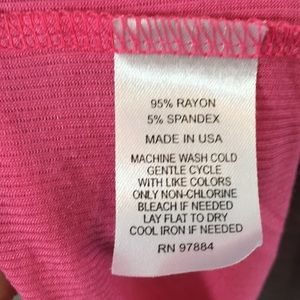 95% RAYON
5% SPANDEX
MADE IN USA
MACHINE WASH COLD
GENTLE CYCLE
WITH LIKE COLORS
ONLY NON-CHLORINE
BLEACH IF NEEDED
LAY FLAT TO DRY
COOL IRON IF NEEDED
RN 97884